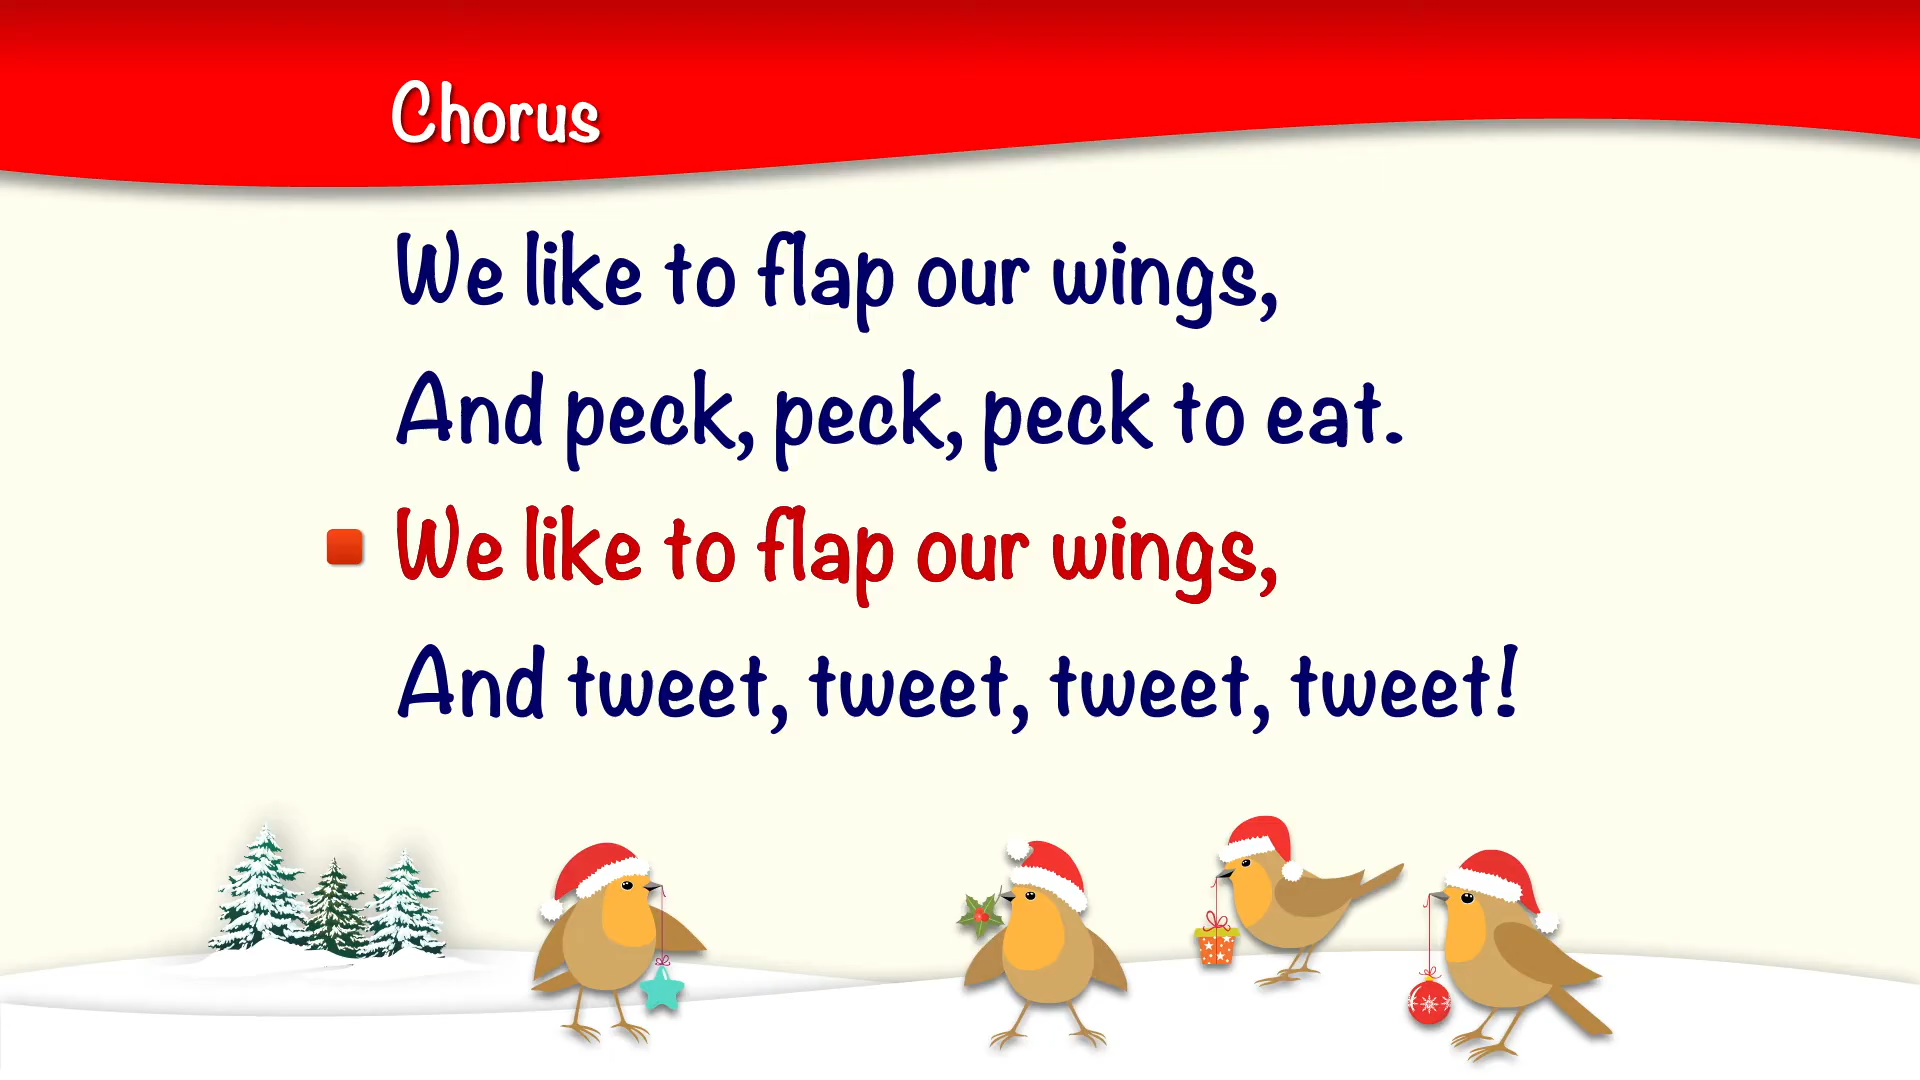 Chorus
We like to flap our wings,
And peck, peck, peck to eat.
We like to flap our wings,
And tweet, tweet, tweet, tweet!